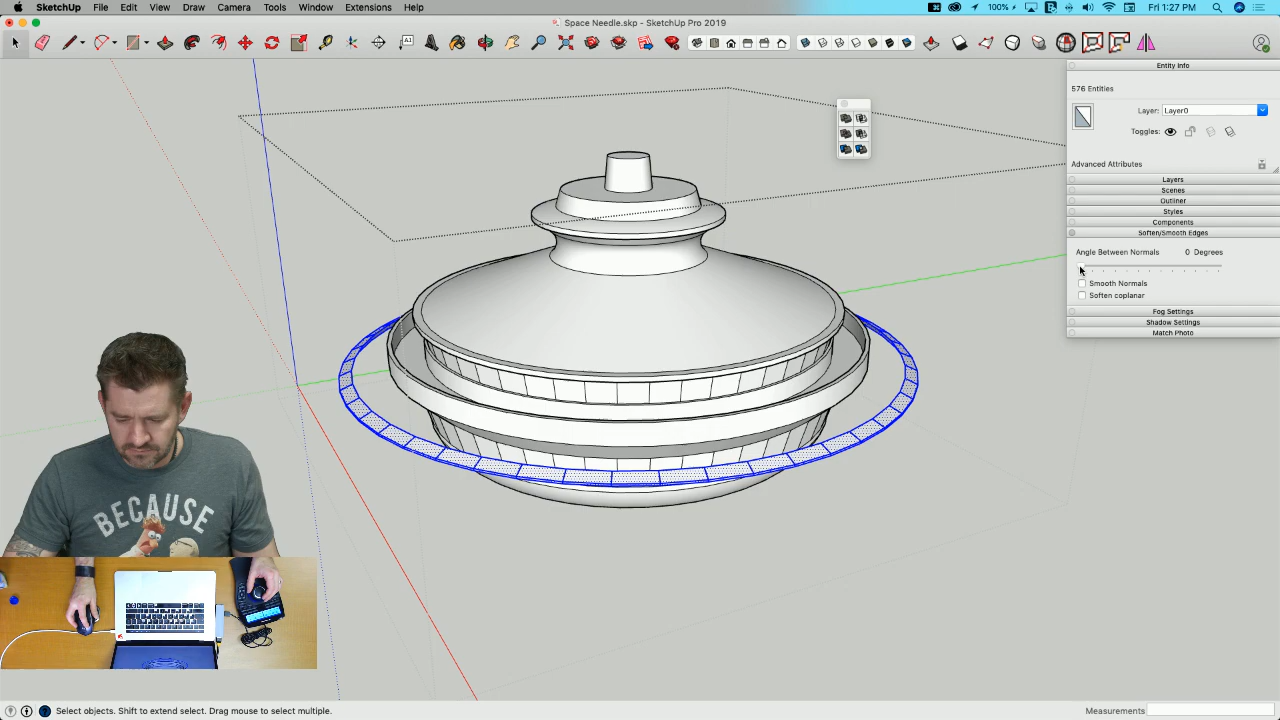 SketchUp File Edit View Draw Camera Tools Window Extensions Help
100% Fri 1:27 PM
Space Needle.skp - SketchUp Pro 2019
Entity Info
576 Entities
Layer: Layer0
Toggles:
Advanced Attributes
Layers
Scenes
Outliner
Styles
Components
Soften/Smooth Edges
Angle Between Normals 0 Degrees
Smooth Normals
Soften coplanar
Fog Settings
Shadow Settings
Match Photo
BECAUSE
Select objects. Shift to extend select. Drag mouse to select multiple.
Measurements